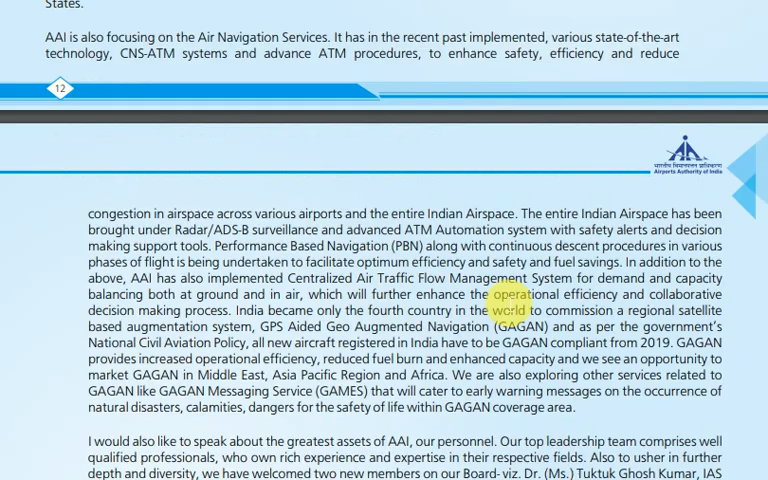 States.
AAI is also focusing on the Air Navigation Services. It has in the recent past implemented, various state-of-the-art
technology, CNS-ATM systems and advance ATM procedures, to enhance safety, efficiency and reduce
12
भारतीय विमानपत्तन प्राधिकरण
Airports Authority of India
congestion in airspace across various airports and the entire Indian Airspace. The entire Indian Airspace has been
brought under Radar/ADS-B surveillance and advanced ATM Automation system with safety alerts and decision
making support tools. Performance Based Navigation (PBN) along with continuous descent procedures in various
phases of flight is being undertaken to facilitate optimum efficiency and safety and fuel savings. In addition to the
above, AAI has also implemented Centralized Air Traffic Flow Management System for demand and capacity
balancing both at ground and in air, which will further enhance the operational efficiency and collaborative
decision making process. India became only the fourth country in the world to commission a regional satellite
based augmentation system, GPS Aided Geo Augmented Navigation (GAGAN) and as per the government's
National Civil Aviation Policy, all new aircraft registered in India have to be GAGAN compliant from 2019. GAGAN
provides increased operational efficiency, reduced fuel burn and enhanced capacity and we see an opportunity to
market GAGAN in Middle East, Asia Pacific Region and Africa. We are also exploring other services related to
GAGAN like GAGAN Messaging Service (GAMES) that will cater to early warning messages on the occurrence of
natural disasters, calamities, dangers for the safety of life within GAGAN coverage area.
I would also like to speak about the greatest assets of AAI, our personnel. Our top leadership team comprises well
qualified professionals, who own rich experience and expertise in their respective fields. Also to usher in further
depth and diversity, we have welcomed two new members on our Board- viz. Dr. (Ms.) Tuktuk Ghosh Kumar, IAS